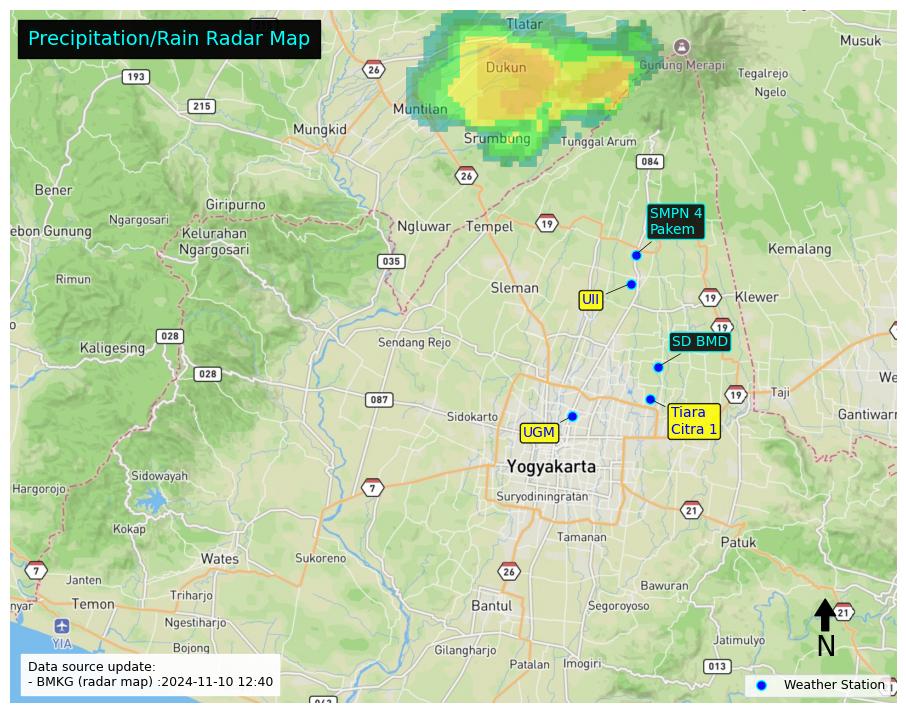 Precipitation/Rain Radar Map
Tlatar
Musuk
26
Dukun
Gunung Merapi
193
Tegalrejo
215
Ngelo
Muntilan
Mungkid
Srumbung
Tunggal Arum
084
26
Bener
Giripurno
SMPN 4
Pakem
Ngargosari
Ngluwar
Tempel
19
ebon Gunung
Kelurahan
Ngargosari
Kemalang
035
Rimun
Sleman
UII
19
Klewer
19
028
Sendang Rejo
SD BMD
Kaligesing
028
We
087
19
Taji
Sidokarto
Tiara
Citra 1
Gantiwarn
UGM
Yogyakarta
Sidowayah
Hargorojo
7
Suryodiningratan
21
Kokap
Tamanan
Patuk
Wates
Sukoreno
7
26
Janten
Bawuran
nyar
Temon
Triharjo
Bantul
Segoroyoso
21
Ngestiharjo
YIA
N
Jatimulyo
Bojong
Gilangharjo
Patalan
Imogiri
013
Data source update:
- BMKG (radar map) :2024-11-10 12:40
Weather Station